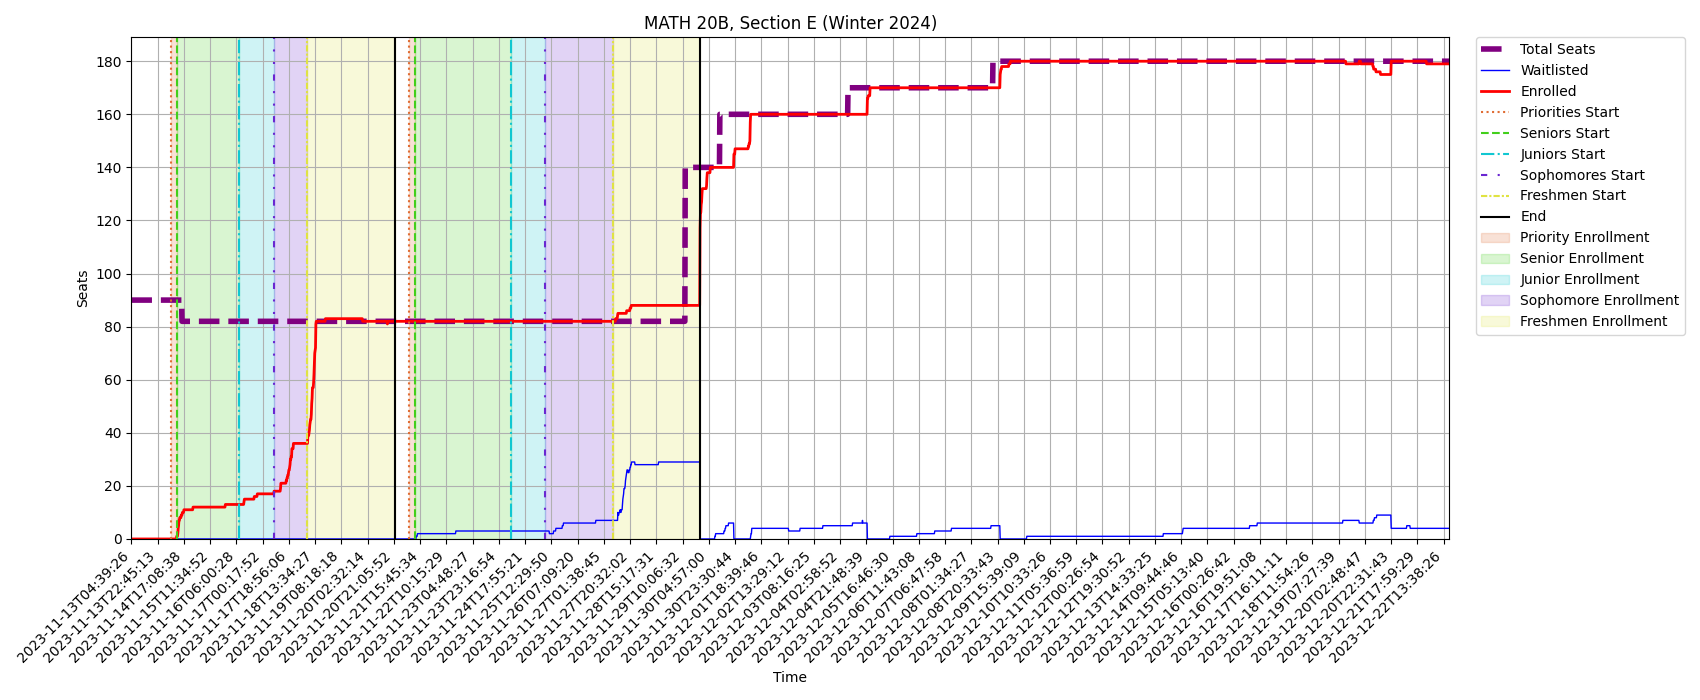 MATH 20B, Section E (Winter 2024)
Seats
180
160
140
120
100
80
60
40
20
0
2023-11-13T04:39:26
2023-11-13T22:45:13
2023-11-14T17:08:38
2023-11-15T11:34:52
2023-11-16T06:00:28
2023-11-17T00:17:52
2023-11-17T18:56:06
2023-11-18T13:34:27
2023-11-19T08:18:18
2023-11-20T02:32:14
2023-11-20T21:05:52
2023-11-21T15:45:34
2023-11-22T10:15:29
2023-11-23T04:48:27
2023-11-23T23:16:54
2023-11-24T17:55:21
2023-11-25T12:29:50
2023-11-26T07:09:20
2023-11-27T01:38:45
2023-11-27T20:32:02
2023-11-28T15:17:31
2023-11-29T10:06:32
2023-11-30T04:57:00
2023-11-30T23:30:44
2023-12-01T18:39:46
2023-12-02T13:29:12
2023-12-03T08:16:25
2023-12-04T02:58:52
2023-12-04T21:48:39
2023-12-05T16:46:30
2023-12-06T11:43:08
2023-12-07T06:47:58
2023-12-08T01:34:27
2023-12-08T20:33:43
2023-12-09T15:39:09
2023-12-10T10:33:26
2023-12-11T05:36:59
2023-12-12T00:26:54
2023-12-12T19:30:52
2023-12-13T14:33:25
2023-12-14T09:44:46
2023-12-15T05:13:40
2023-12-16T00:26:42
2023-12-16T19:51:08
2023-12-17T16:11:11
2023-12-18T11:54:26
2023-12-19T07:27:39
2023-12-20T02:48:47
2023-12-20T22:31:43
2023-12-21T17:59:29
2023-12-22T13:38:26
Time
Total Seats
Waitlisted
Enrolled
Priorities Start
Seniors Start
Juniors Start
Sophomores Start
Freshmen Start
End
Priority Enrollment
Senior Enrollment
Junior Enrollment
Sophomore Enrollment
Freshmen Enrollment